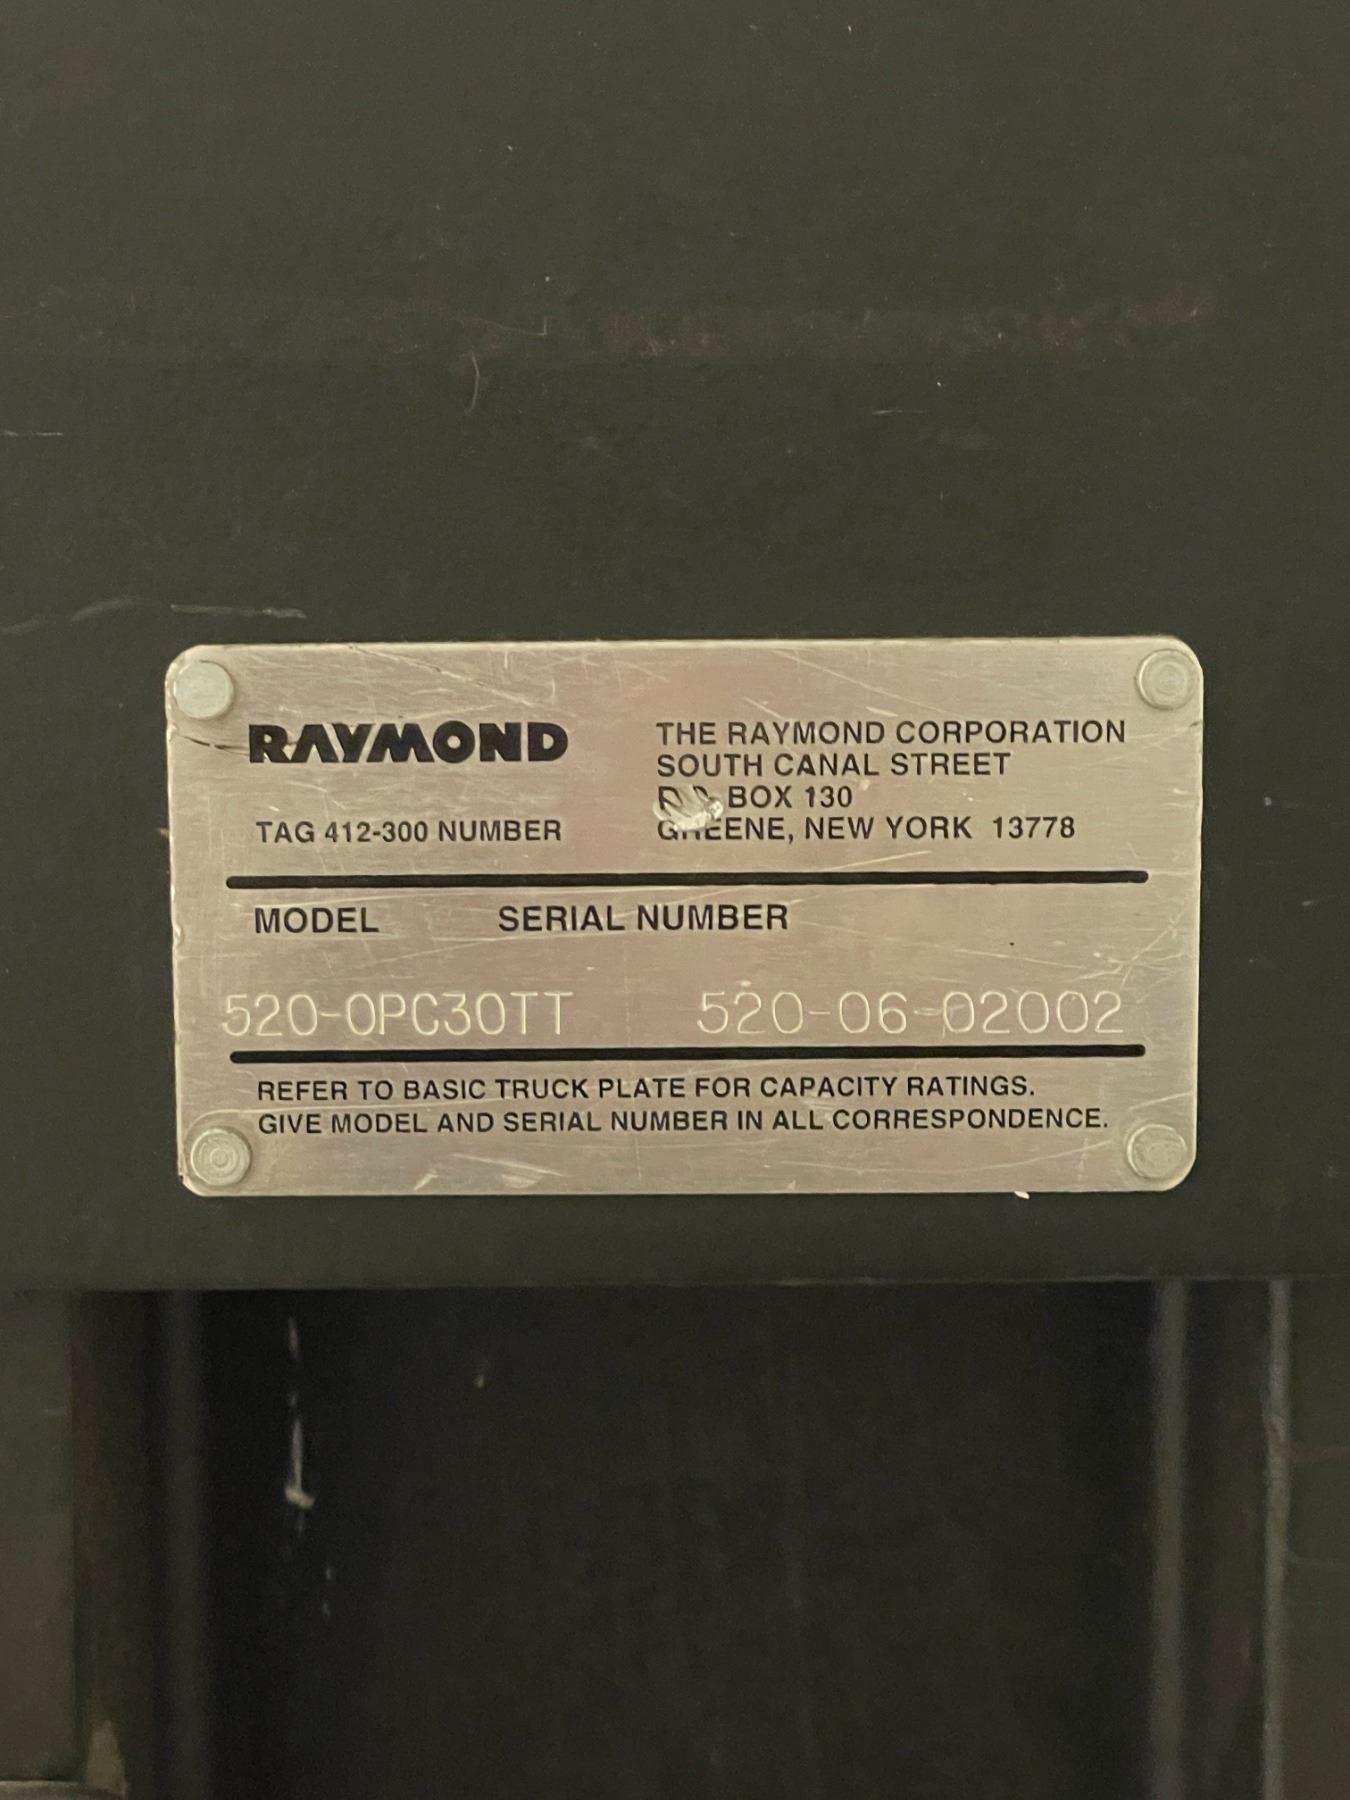 RAYMOND
TAG 412-300 NUMBER
THE RAYMOND CORPORATION
SOUTH CANAL STREET
BOX 130
GREENE, NEW YORK 13778
MODEL SERIAL NUMBER
520-OPC30TT 520-06-02002
REFER TO BASIC TRUCK PLATE FOR CAPACITY RATINGS.
GIVE MODEL AND SERIAL NUMBER IN ALL CORRESPONDENCE.